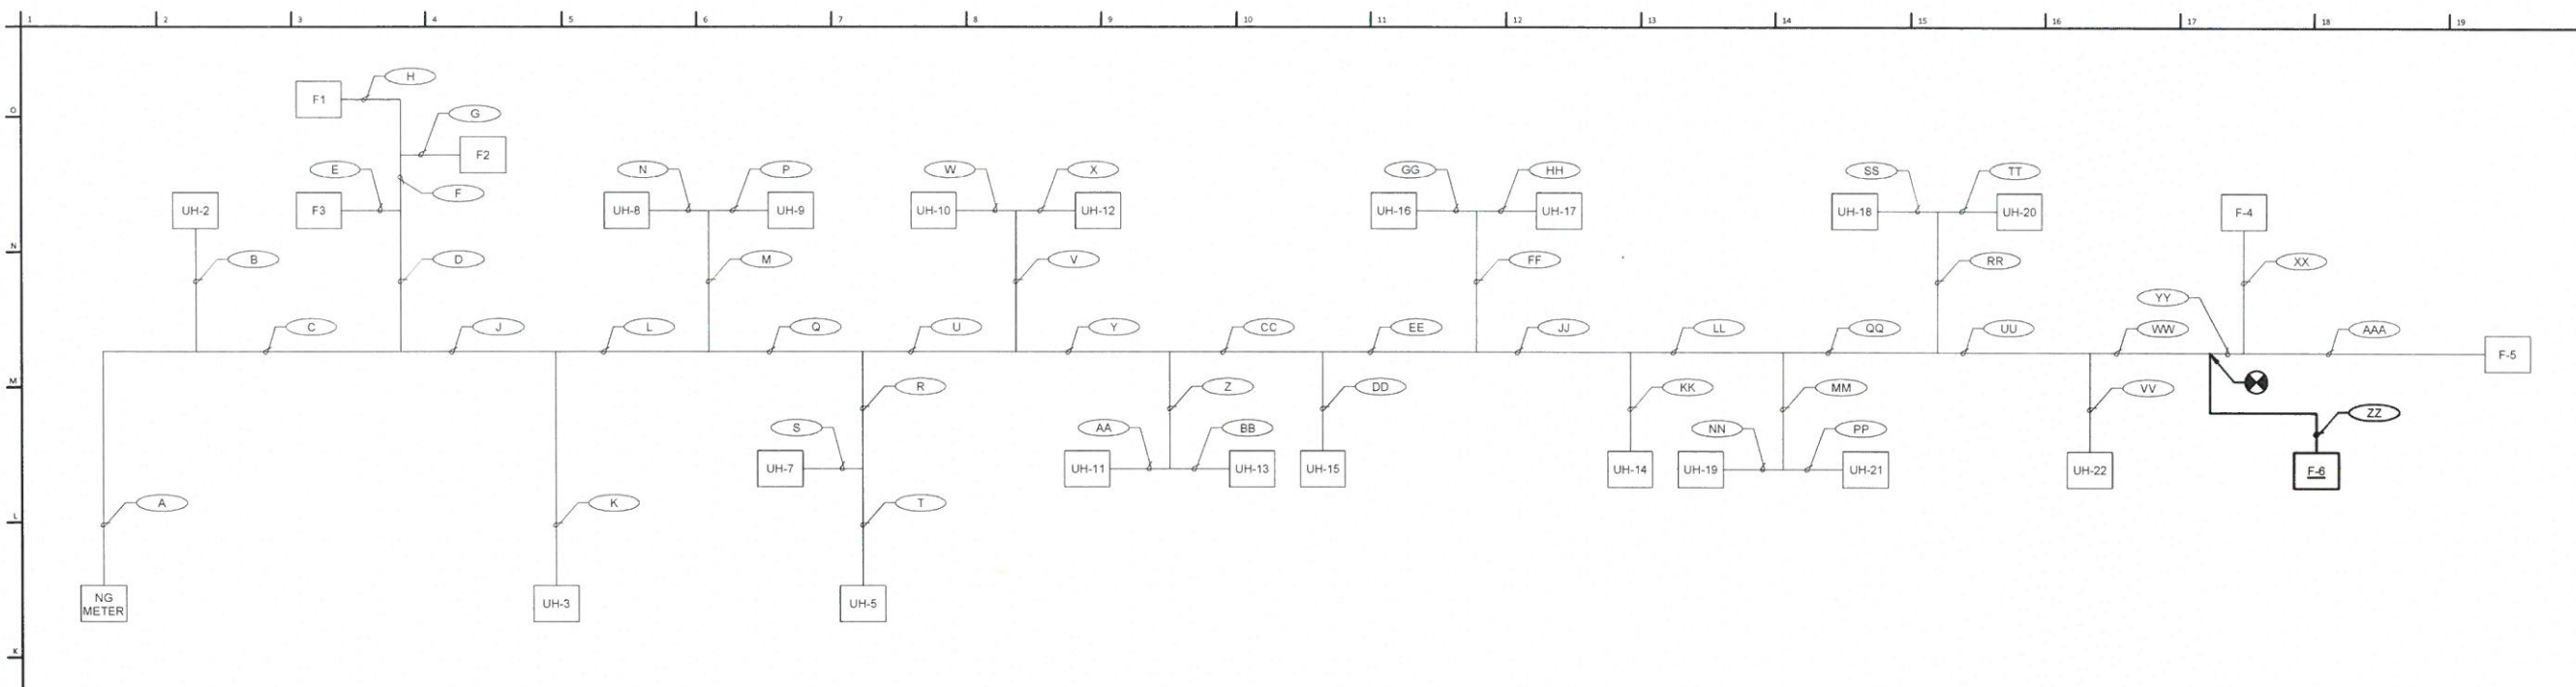 1 2 3 4 5 6 7 8 9 10 11 12 13 14 15 16 17 18 19
H
F1
O
G
F2
E
N P W X GG HH SS TT
F
UH-2 F3 UH-8 UH-9 UH-10 UH-12 UH-16 UH-17 UH-18 UH-20 F-4
N
B D M V FF RR XX
YY
C J L Q U Y CC EE JJ LL QQ UU WW AAA
F-5
M
R Z DD KK MM VV
ZZ
S AA BB NN PP
UH-7 UH-11 UH-13 UH-15 UH-14 UH-19 UH-21 UH-22 F-6
A K T
L
NG
METER
UH-3 UH-5
K